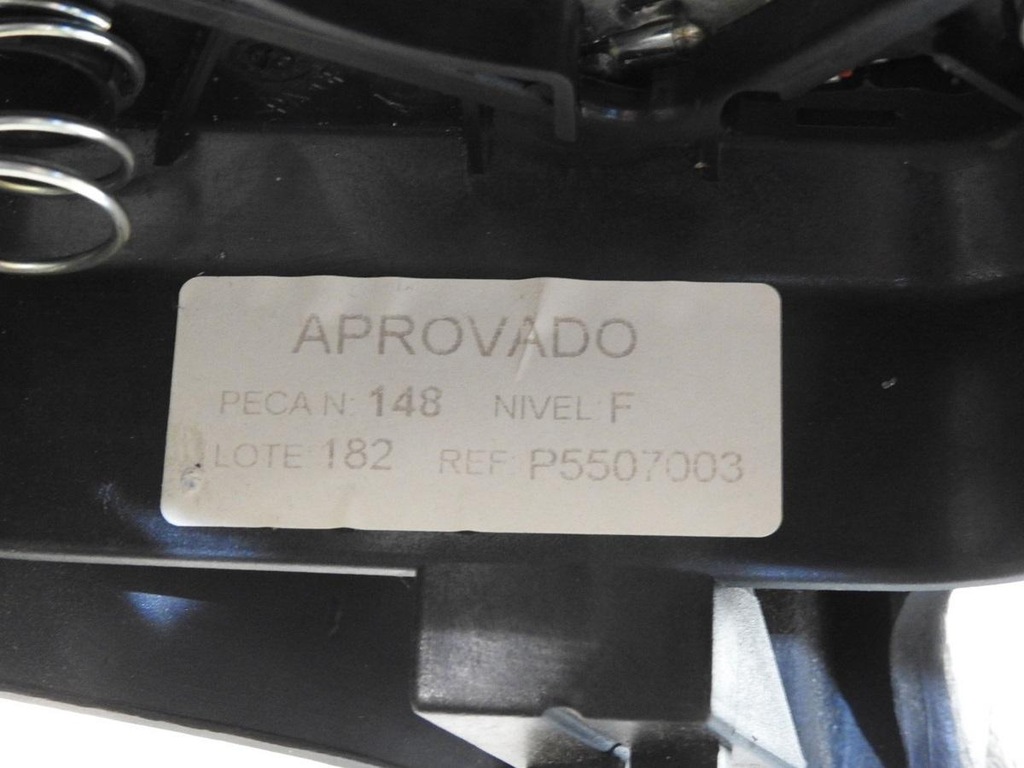 APROVADO
PECA N: 148 NIVEL F
LOTE 182 REF P5507003